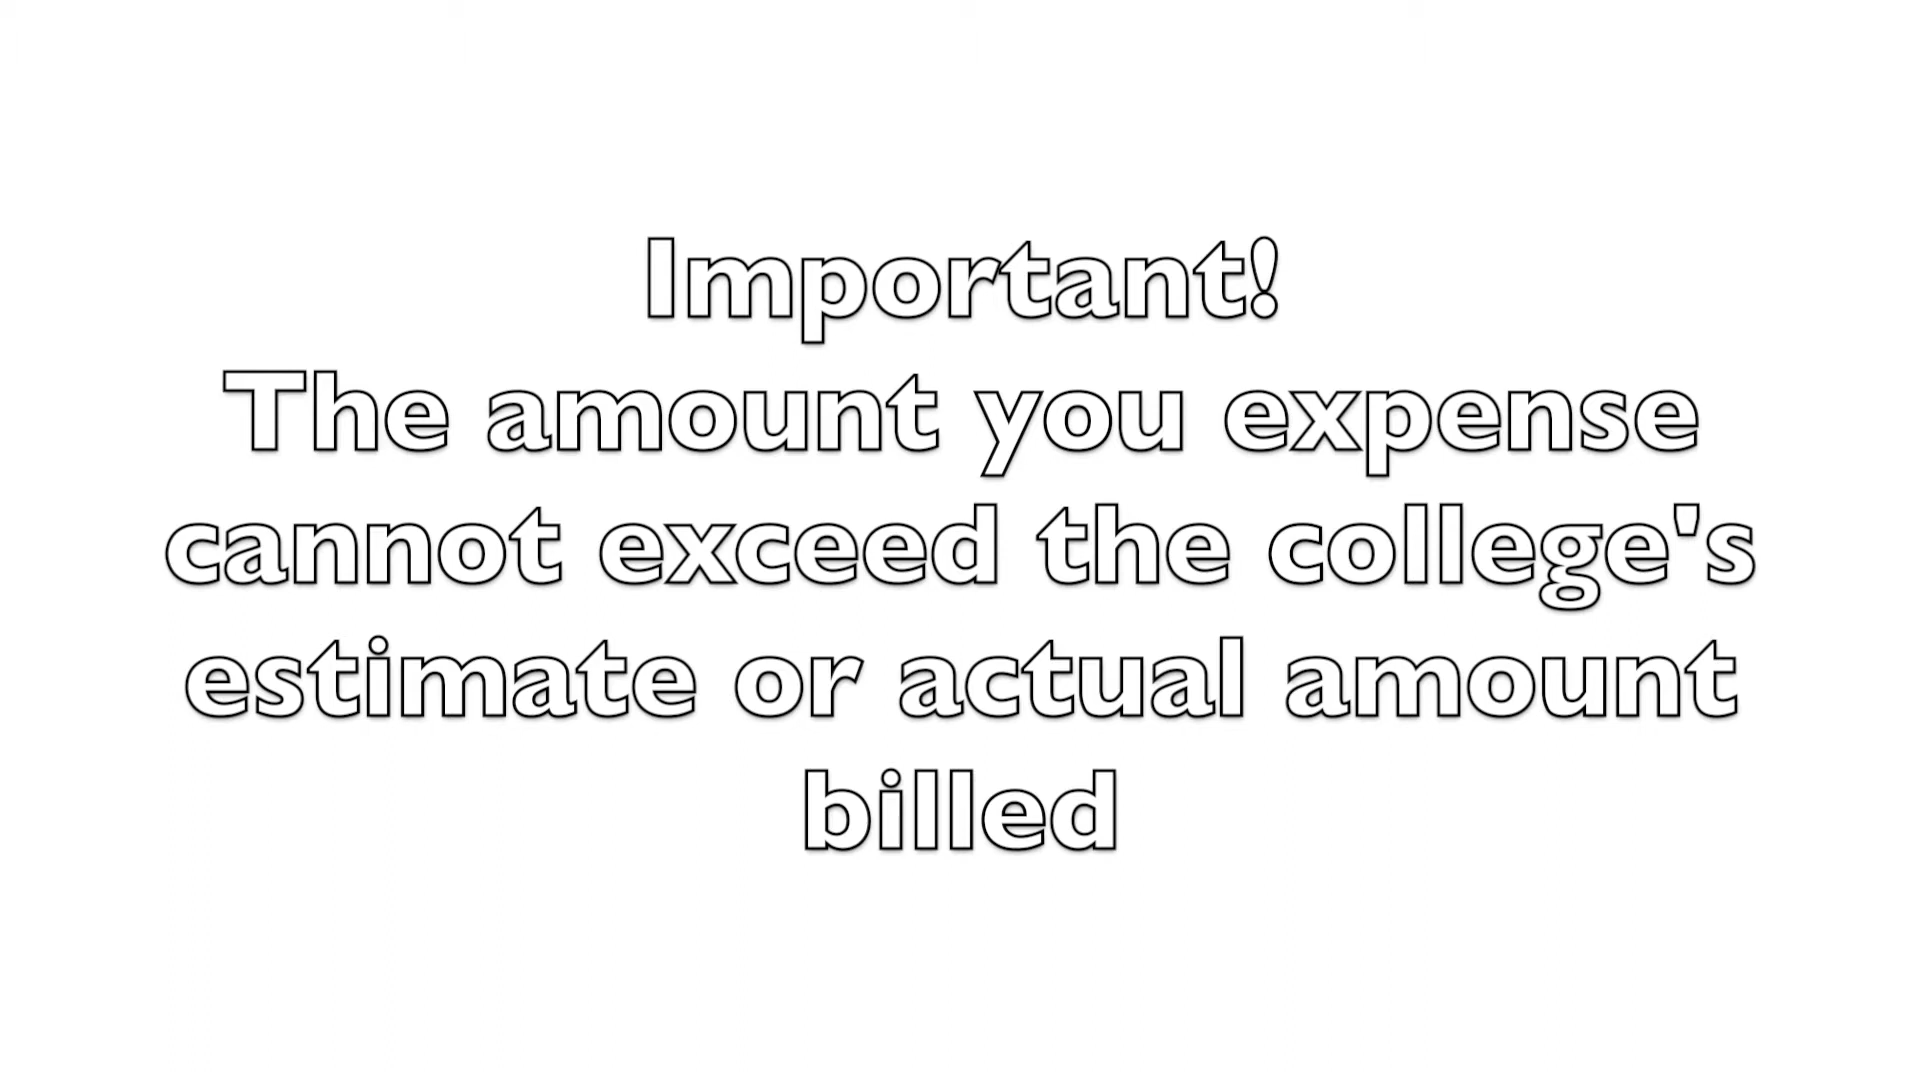 Important!
The amount you expense
cannot exceed the college's
estimate or actual amount
billed